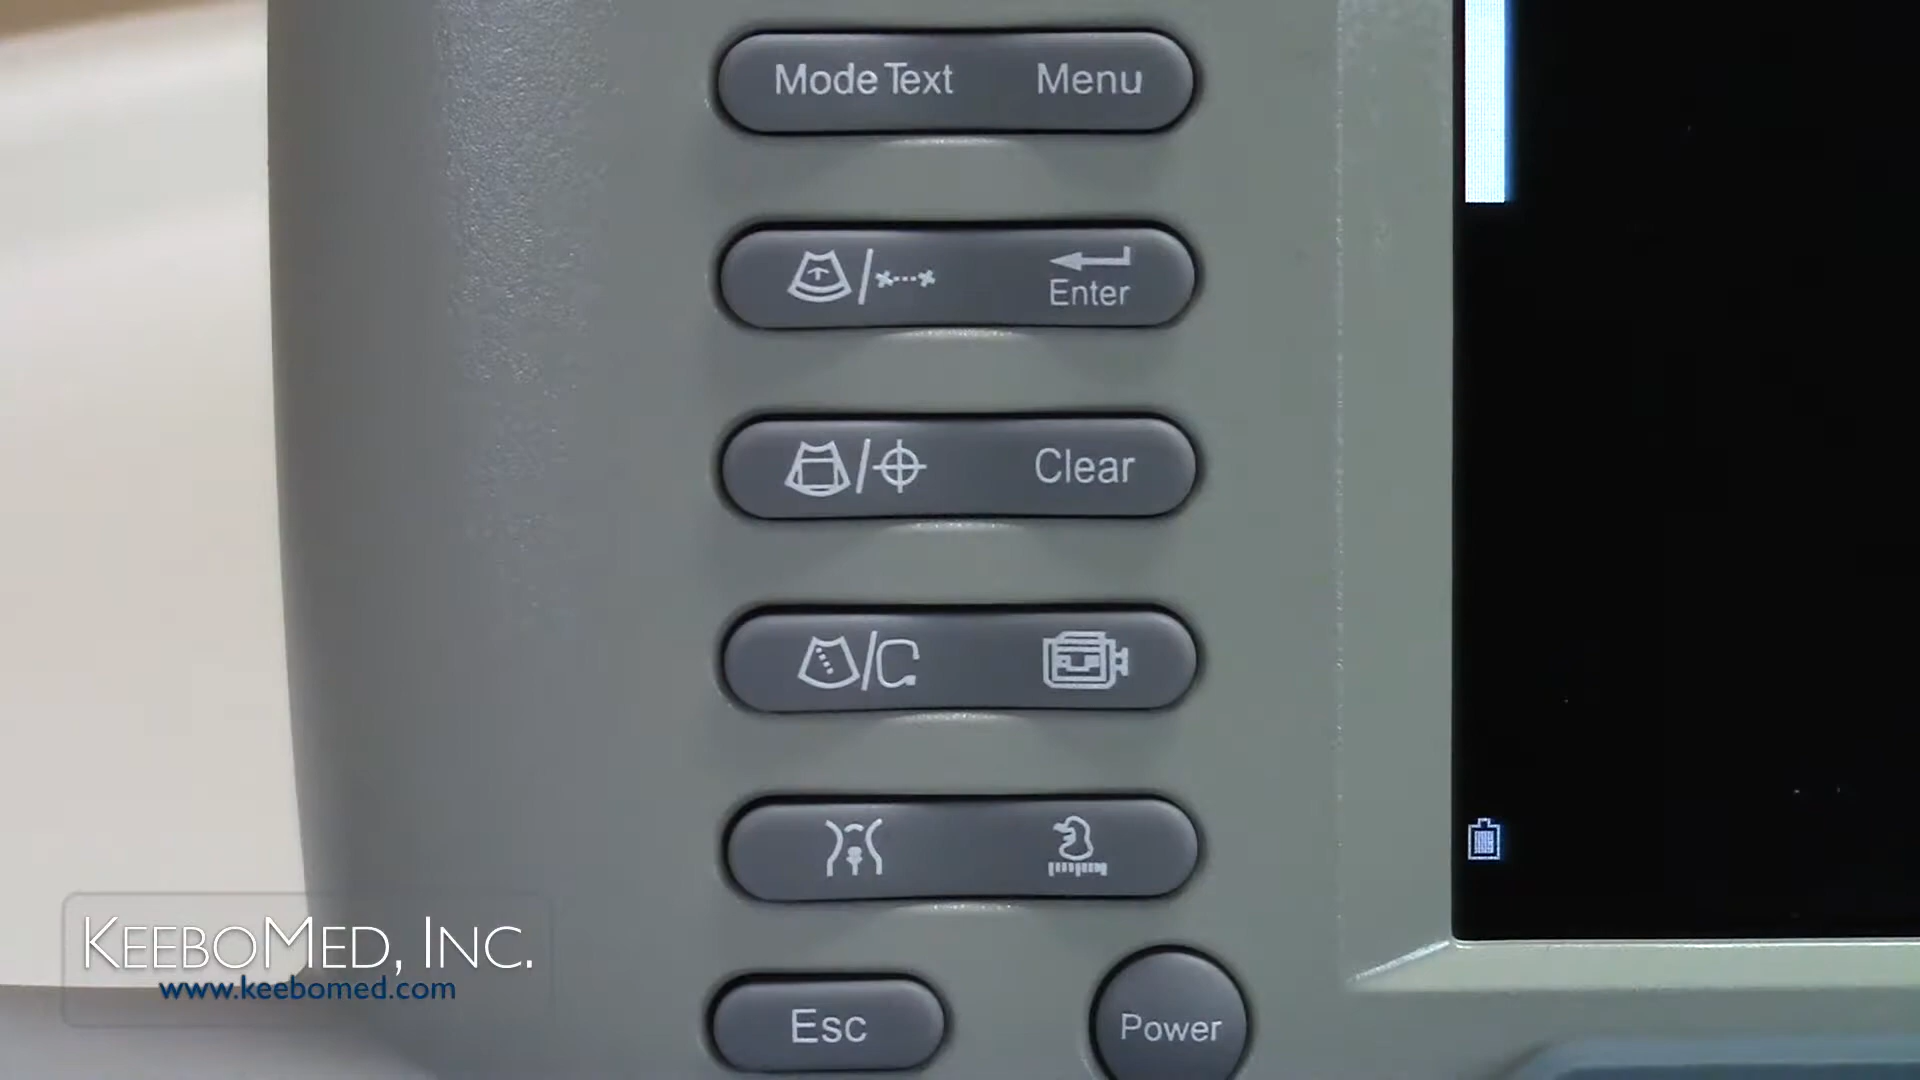 Mode Text Menu
Enter
Clear
Esc Power
KEEBOMED, INC.
www.keebomed.com